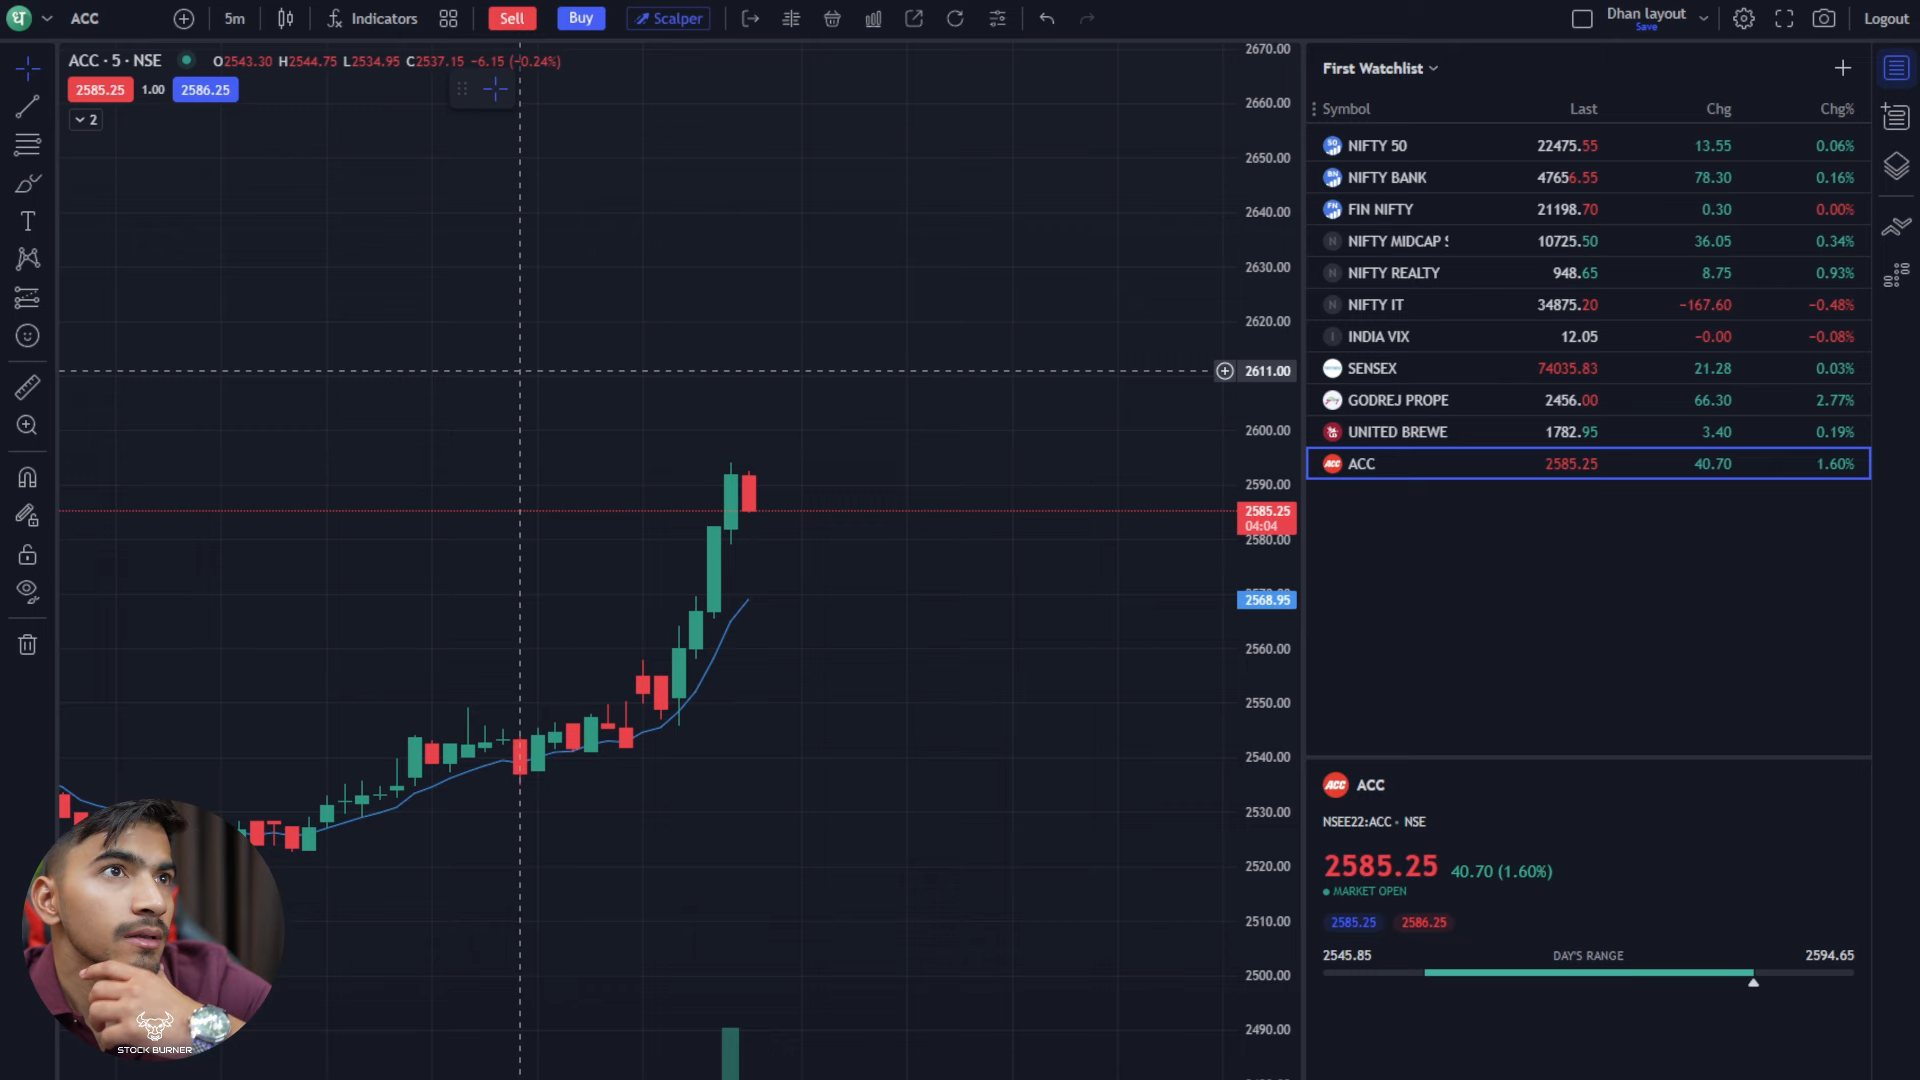 ध ACC 5m Indicators Sell Buy Scalper Dhan layout Save Logout
ACC · 5 · NSE O2543.30 H2544.75 L2534.95 C2537.15 −6.15 (−0.24%)
2585.25 1.00 2586.25
2
2670.00
2660.00
2650.00
2640.00
2630.00
2620.00
2611.00
2600.00
2590.00
2585.25
04:04
2580.00
2568.95
2560.00
2550.00
2540.00
2530.00
2520.00
2510.00
2500.00
2490.00
First Watchlist
Symbol Last Chg Chg%
50 NIFTY 50 22475.55 13.55 0.06%
BN NIFTY BANK 47656.55 78.30 0.16%
FN FIN NIFTY 21198.70 0.30 0.00%
N NIFTY MIDCAP 10725.50 36.05 0.34%
N NIFTY REALTY 948.65 8.75 0.93%
N NIFTY IT 34875.20 −167.60 −0.48%
I INDIA VIX 12.05 −0.00 −0.08%
SENSEX 74035.83 21.28 0.03%
GODREJ PROPE 2456.00 66.30 2.77%
UNITED BREWE 1782.95 3.40 0.19%
ACC ACC 2585.25 40.70 1.60%
ACC ACC
NSEE22:ACC · NSE
2585.25 40.70 (1.60%)
MARKET OPEN
2585.25 2586.25
2545.85 DAY'S RANGE 2594.65
STOCK BURNER